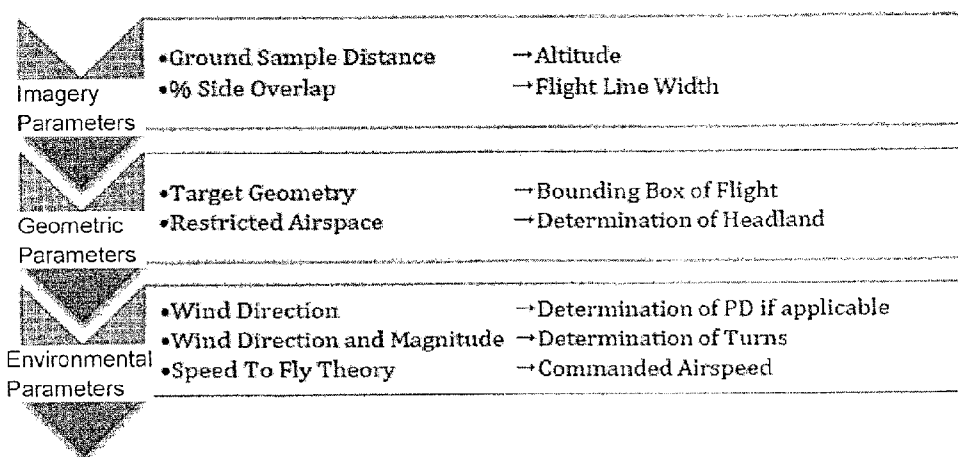 •Ground Sample Distance →Altitude
•% Side Overlap →Flight Line Width
Imagery
Parameters
•Target Geometry →Bounding Box of Flight
•Restricted Airspace →Determination of Headland
Geometric
Parameters
•Wind Direction →Determination of PD if applicable
•Wind Direction and Magnitude →Determination of Turns
•Speed To Fly Theory →Commanded Airspeed
Environmental
Parameters